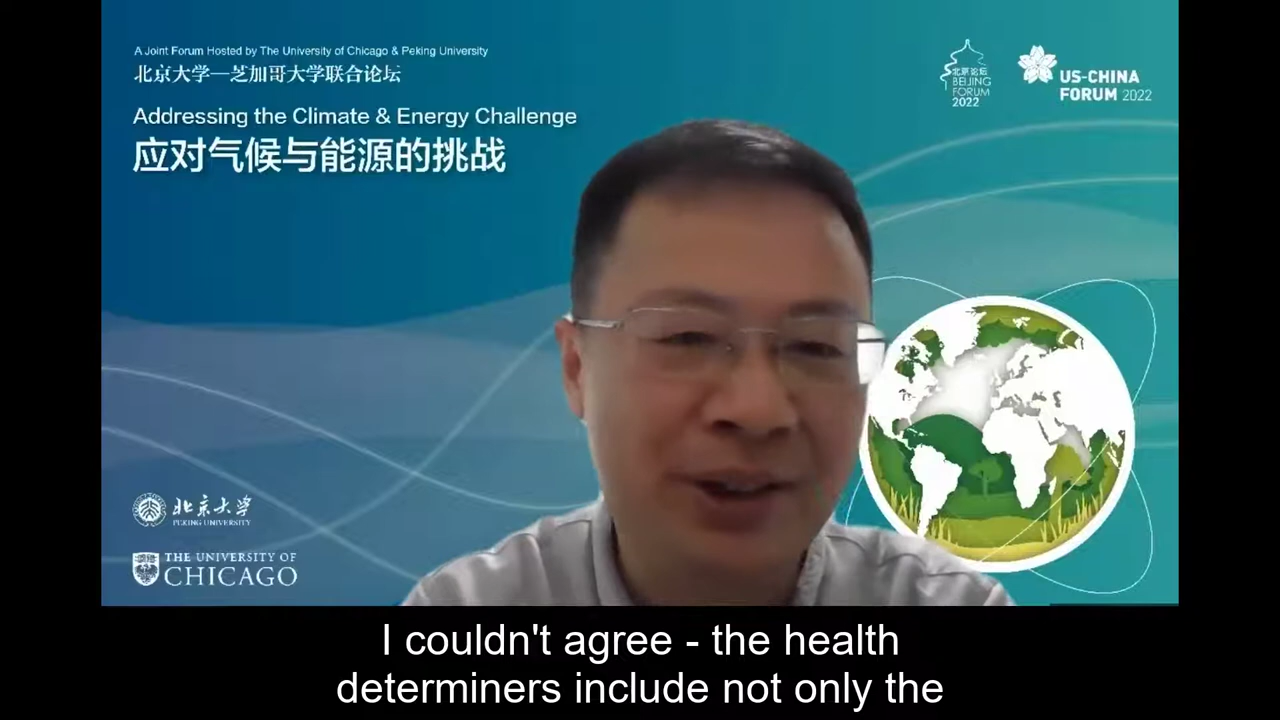 A Joint Forum Hosted by The University of Chicago & Peking University
北京大学—芝加哥大学联合论坛
Addressing the Climate & Energy Challenge
应对气候与能源的挑战
北京论坛
BEIJING
FORUM
2022
US-CHINA
FORUM 2022
北京大学
PEKING UNIVERSITY
THE UNIVERSITY OF
CHICAGO
I couldn't agree - the health
determiners include not only the